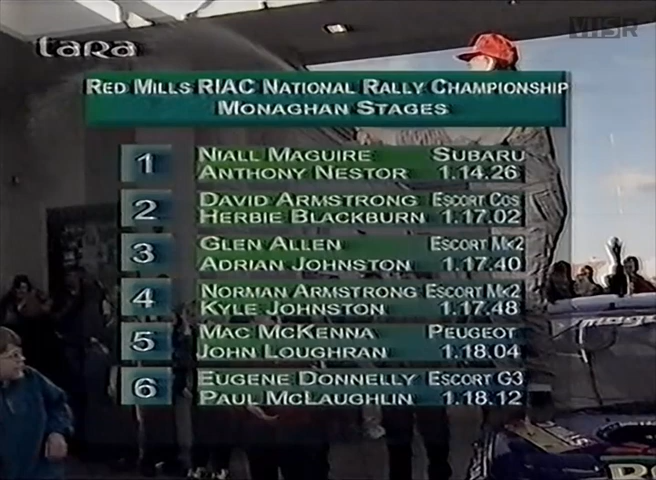 tara
VISR
RED MILLS RIAC NATIONAL RALLY CHAMPIONSHIP
MONAGHAN STAGES
1 NIALL MAGUIRE SUBARU
ANTHONY NESTOR 1.14.26
2 DAVID ARMSTRONG ESCORT COS
HERBIE BLACKBURN 1.17.02
3 GLEN ALLEN ESCORT MK2
ADRIAN JOHNSTON 1.17.40
4 NORMAN ARMSTRONG ESCORT MK2
KYLE JOHNSTON 1.17.48
5 MAC MCKENNA PEUGEOT
JOHN LOUGHRAN 1.18.04
6 EUGENE DONNELLY ESCORT G3
PAUL MCLAUGHLIN 1.18.12